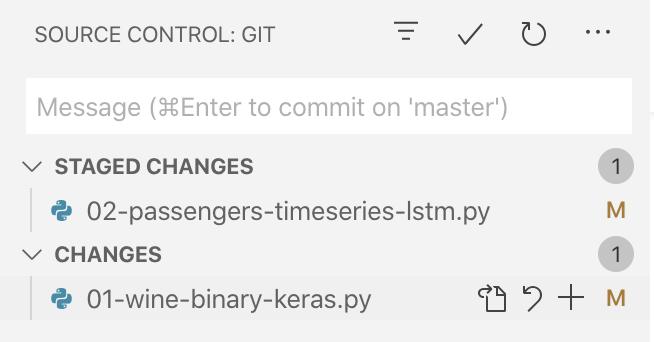 SOURCE CONTROL: GIT
Message (⌘Enter to commit on 'master')
STAGED CHANGES 1
02-passengers-timeseries-lstm.py M
CHANGES 1
01-wine-binary-keras.py M